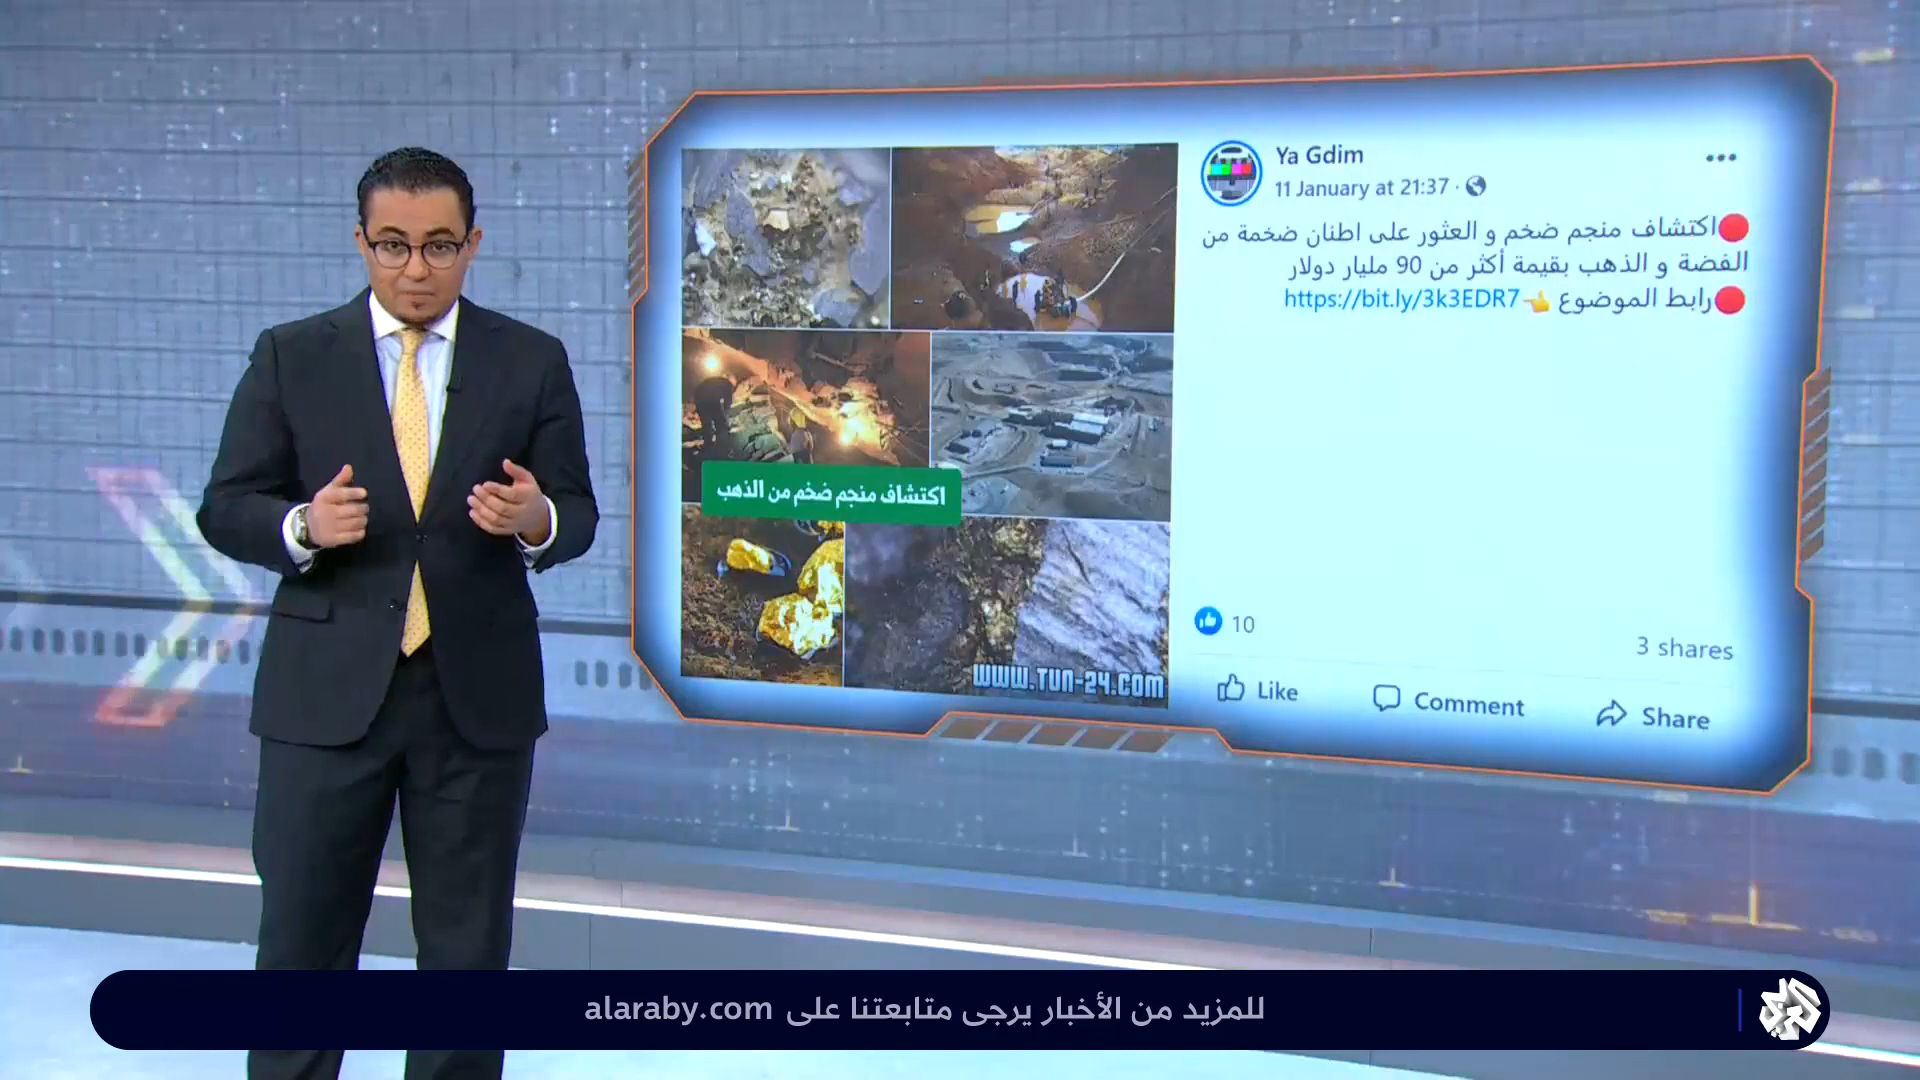 Ya Gdim
11 January at 21:37
اكتشاف منجم ضخم و العثور على اطنان ضخمة من
الفضة و الذهب بقيمة أكثر من 90 مليار دولار
رابط الموضوع https://bit.ly/3k3EDR7
اكتشاف منجم ضخم من الذهب
www.TUN-24.com
10
3 shares
Like
Comment
Share
للمزيد من الأخبار يرجى متابعتنا على alaraby.com